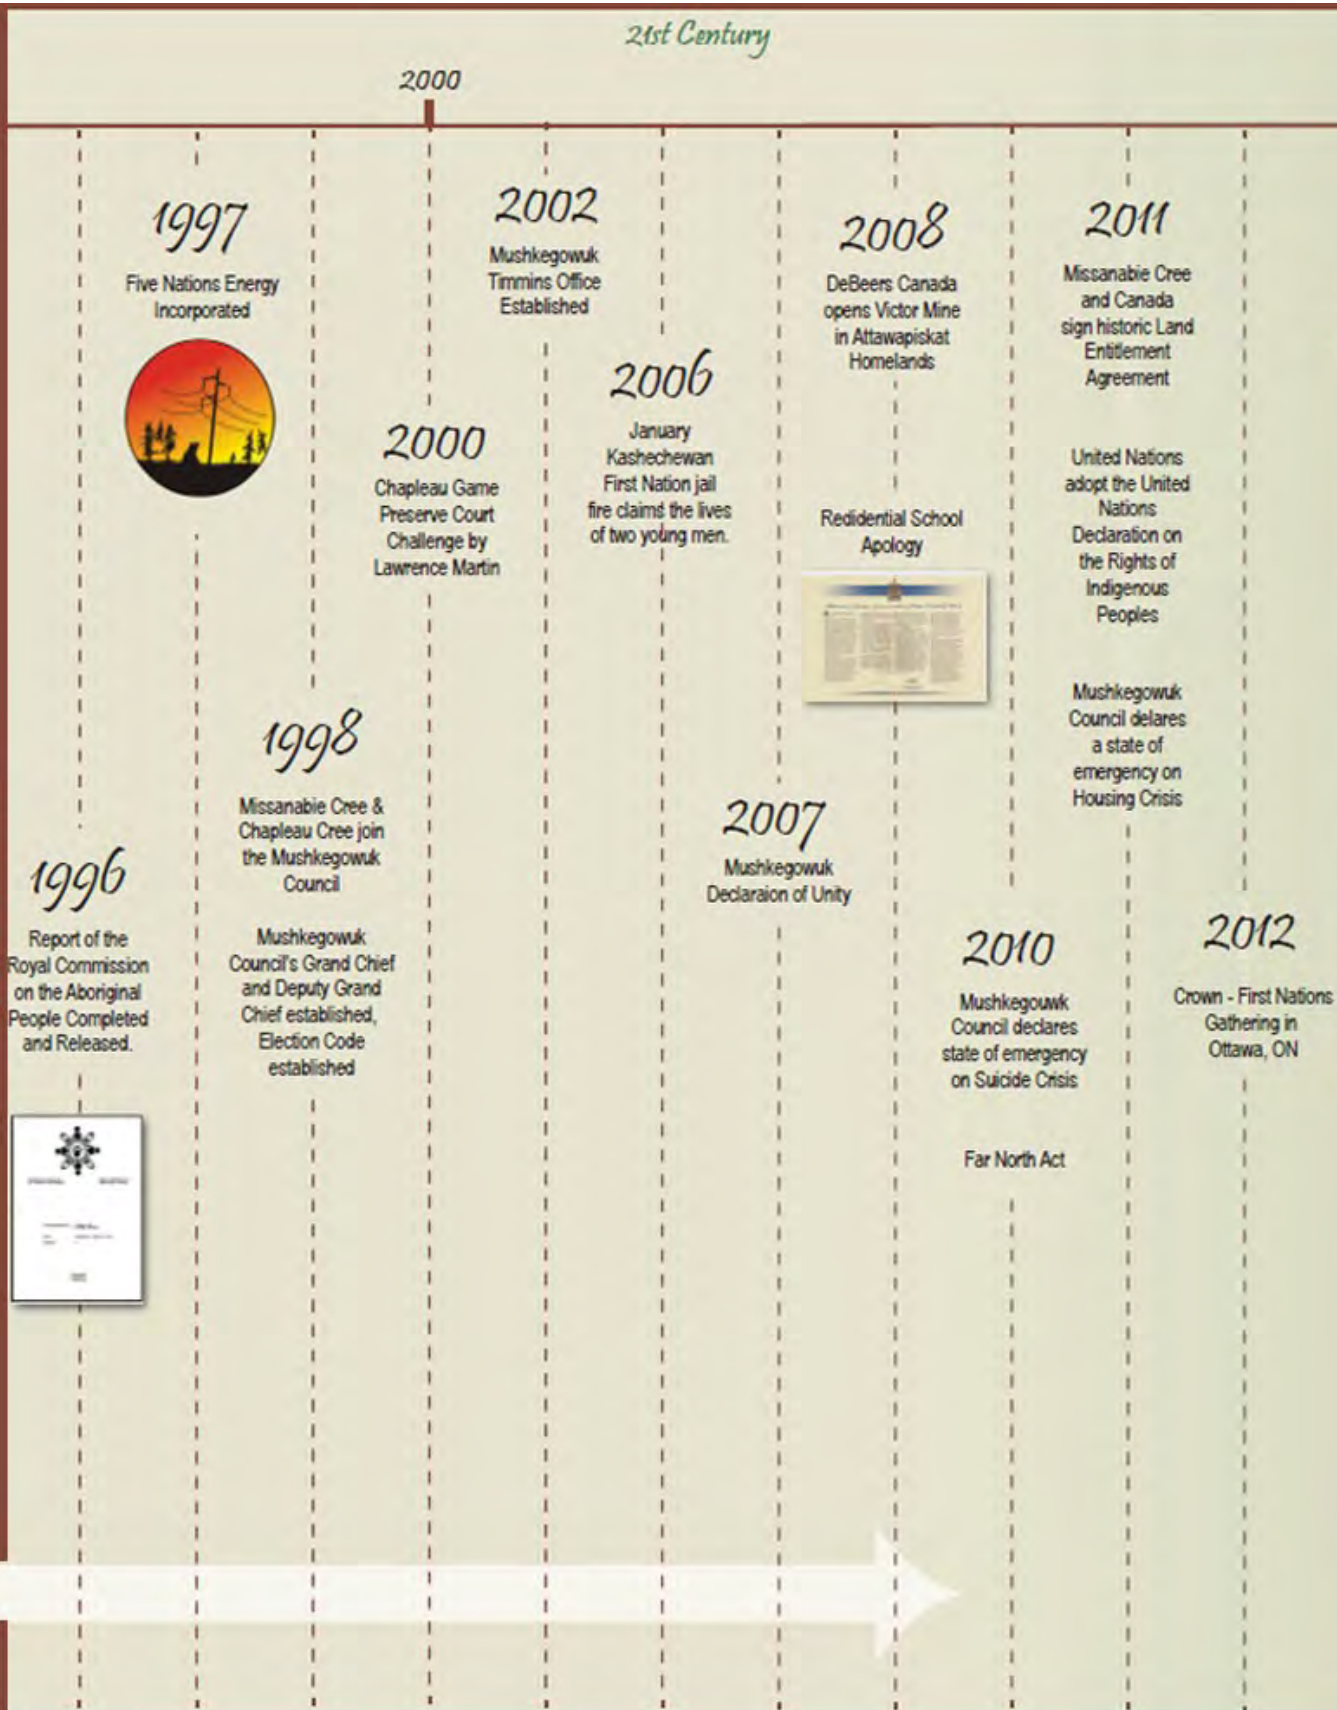 21st Century
2000
1997
Five Nations Energy
Incorporated
2002
Mushkegowuk
Timmins Office
Established
2008
DeBeers Canada
opens Victor Mine
in Attawapiskat
Homelands
2011
Missanabie Cree
and Canada
sign historic Land
Entitlement
Agreement
2006
January
Kashechewan
First Nation jail
fire claims the lives
of two young men.
2000
Chapleau Game
Preserve Court
Challenge by
Lawrence Martin
Redidential School
Apology
United Nations
adopt the United
Nations
Declaration on
the Rights of
Indigenous
Peoples
1998
Missanabie Cree &
Chapleau Cree join
the Mushkegowuk
Council
Mushkegowuk
Council's Grand Chief
and Deputy Grand
Chief established,
Election Code
established
Mushkegowuk
Council delares
a state of
emergency on
Housing Crisis
2007
Mushkegowuk
Declaraion of Unity
1996
Report of the
Royal Commission
on the Aboriginal
People Completed
and Released.
2010
Mushkegouwk
Council declares
state of emergency
on Suicide Crisis
Far North Act
2012
Crown - First Nations
Gathering in
Ottawa, ON